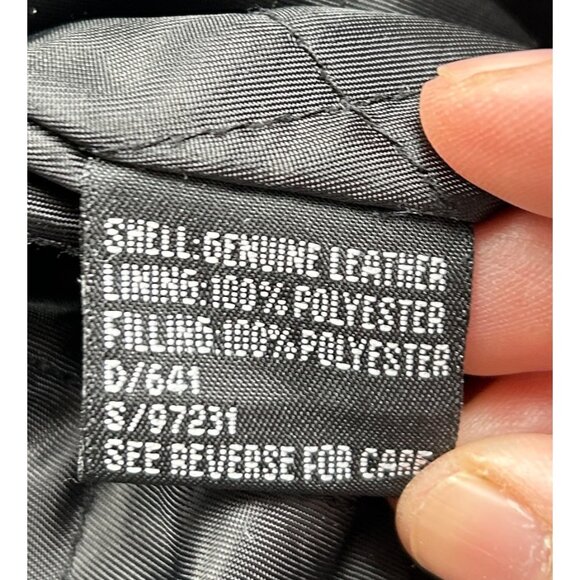 SHELL:GENUINE LEATHER
LINING:100% POLYESTER
FILLING:100%POLYESTER
D/641
S/97231
SEE REVERSE FOR CARE